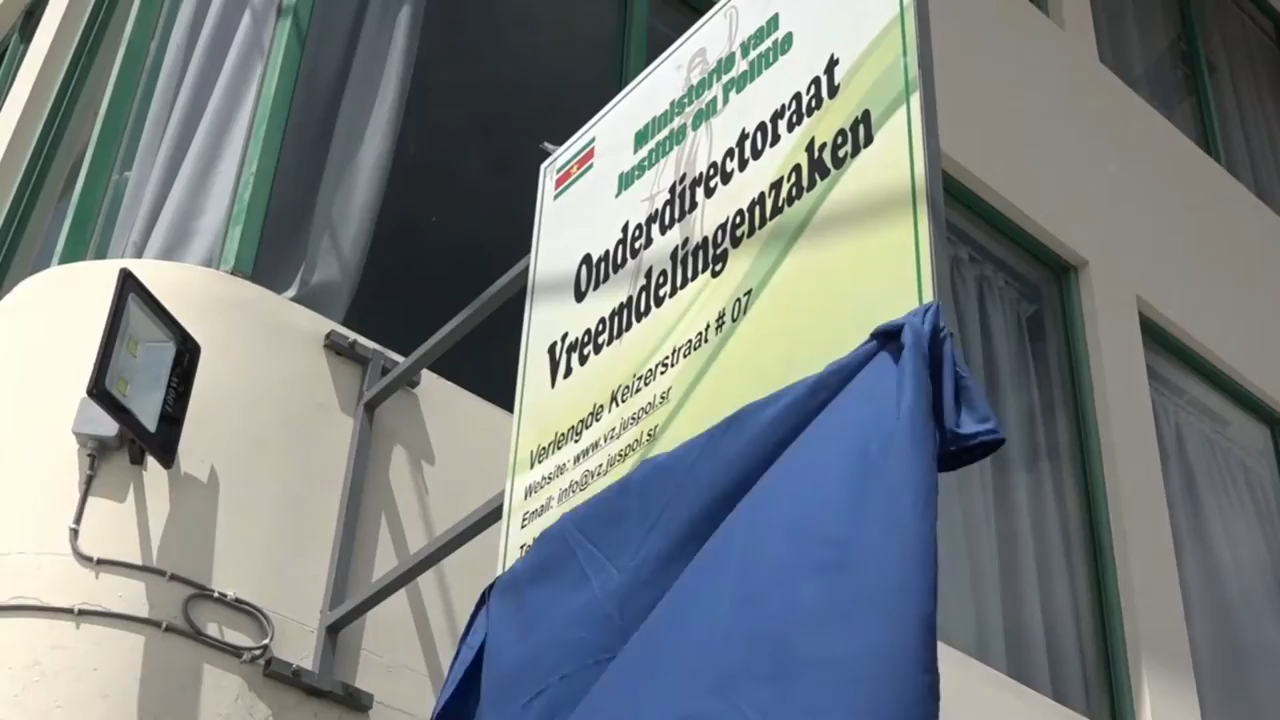 Ministerie van
Justitie en Politie
Onderdirectoraat
Vreemdelingenzaken
Verlengde Keizerstraat # 07
Website: www.vz.juspol.sr
Email: info@vz.juspol.sr